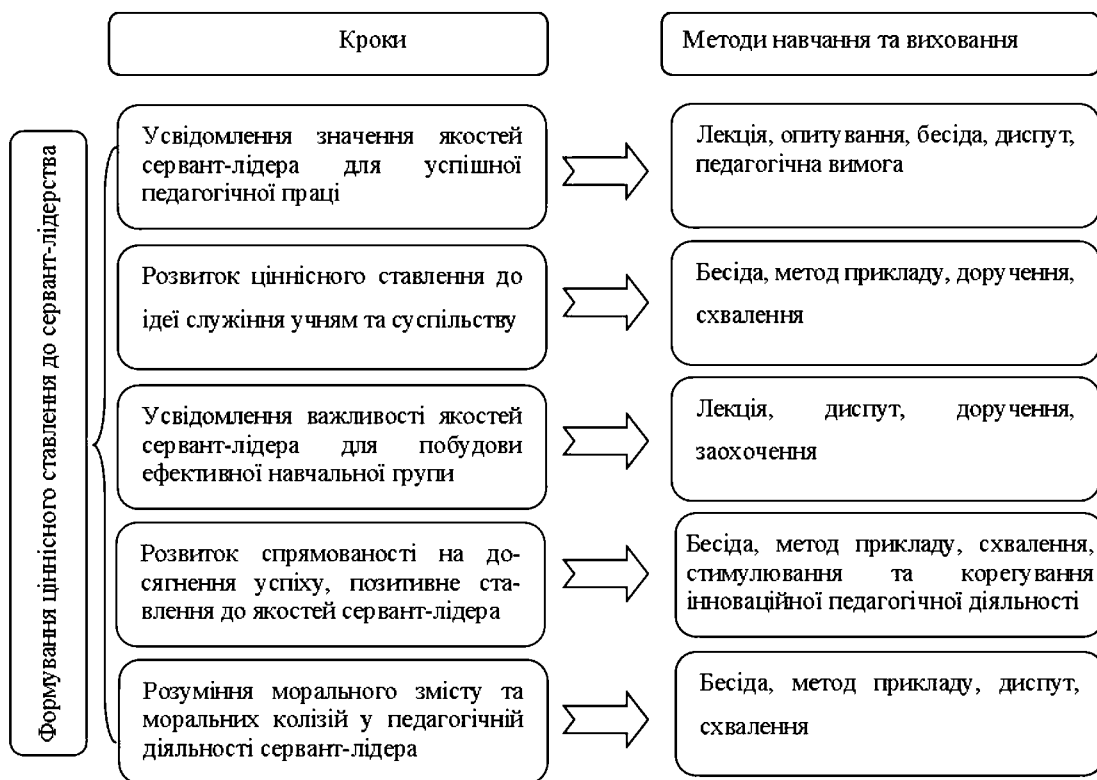 Кроки
Методи навчання та виховання
Формування ціннісного ставлення до сервант-лідерства
Усвідомлення значення якостей
сервант-лідера для успішної
педагогічної праці
Лекція, опитування, бесіда, диспут,
педагогічна вимога
Розвиток ціннісного ставлення до
ідеї служіння учням та суспільству
Бесіда, метод прикладу, доручення,
схвалення
Усвідомлення важливості якостей
сервант-лідера для побудови
ефективної навчальної групи
Лекція, диспут, доручення,
заохочення
Розвиток спрямованості на до-
сягнення успіху, позитивне ста-
влення до якостей сервант-лідера
Бесіда, метод прикладу, схвалення,
стимулювання та корегування
інноваційної педагогічної діяльності
Розуміння морального змісту та
моральних колізій у педагогічній
діяльності сервант-лідера
Бесіда, метод прикладу, диспут,
схвалення